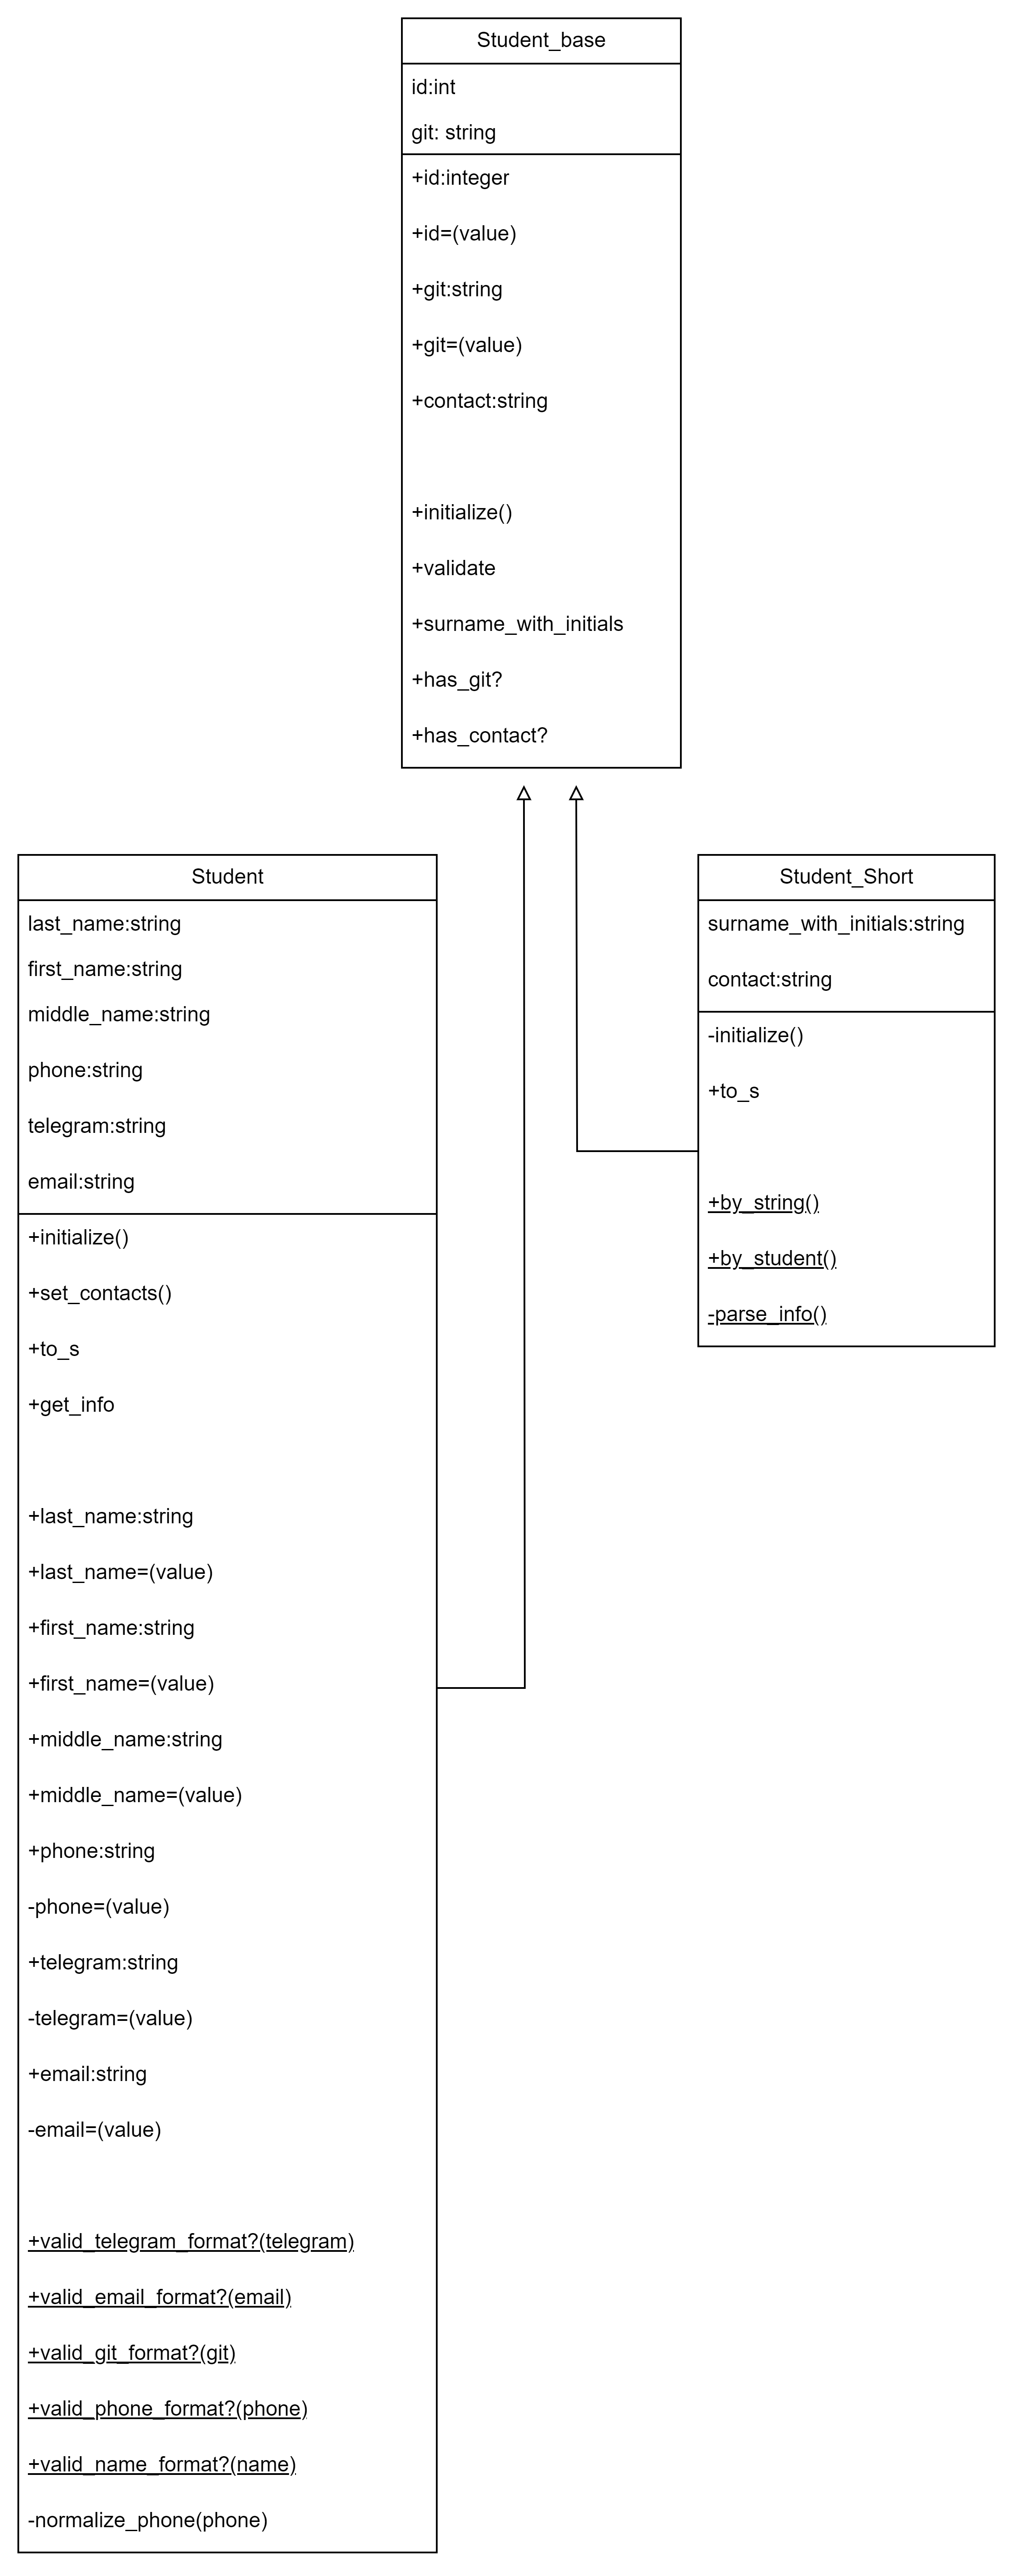 Student_base
id:int
git: string
+id:integer
+id=(value)
+git:string
+git=(value)
+contact:string
+initialize()
+validate
+surname_with_initials
+has_git?
+has_contact?
Student
last_name:string
first_name:string
middle_name:string
phone:string
telegram:string
email:string
+initialize()
+set_contacts()
+to_s
+get_info
+last_name:string
+last_name=(value)
+first_name:string
+first_name=(value)
+middle_name:string
+middle_name=(value)
+phone:string
-phone=(value)
+telegram:string
-telegram=(value)
+email:string
-email=(value)
+valid_telegram_format?(telegram)
+valid_email_format?(email)
+valid_git_format?(git)
+valid_phone_format?(phone)
+valid_name_format?(name)
-normalize_phone(phone)
Student_Short
surname_with_initials:string
contact:string
-initialize()
+to_s
+by_string()
+by_student()
-parse_info()